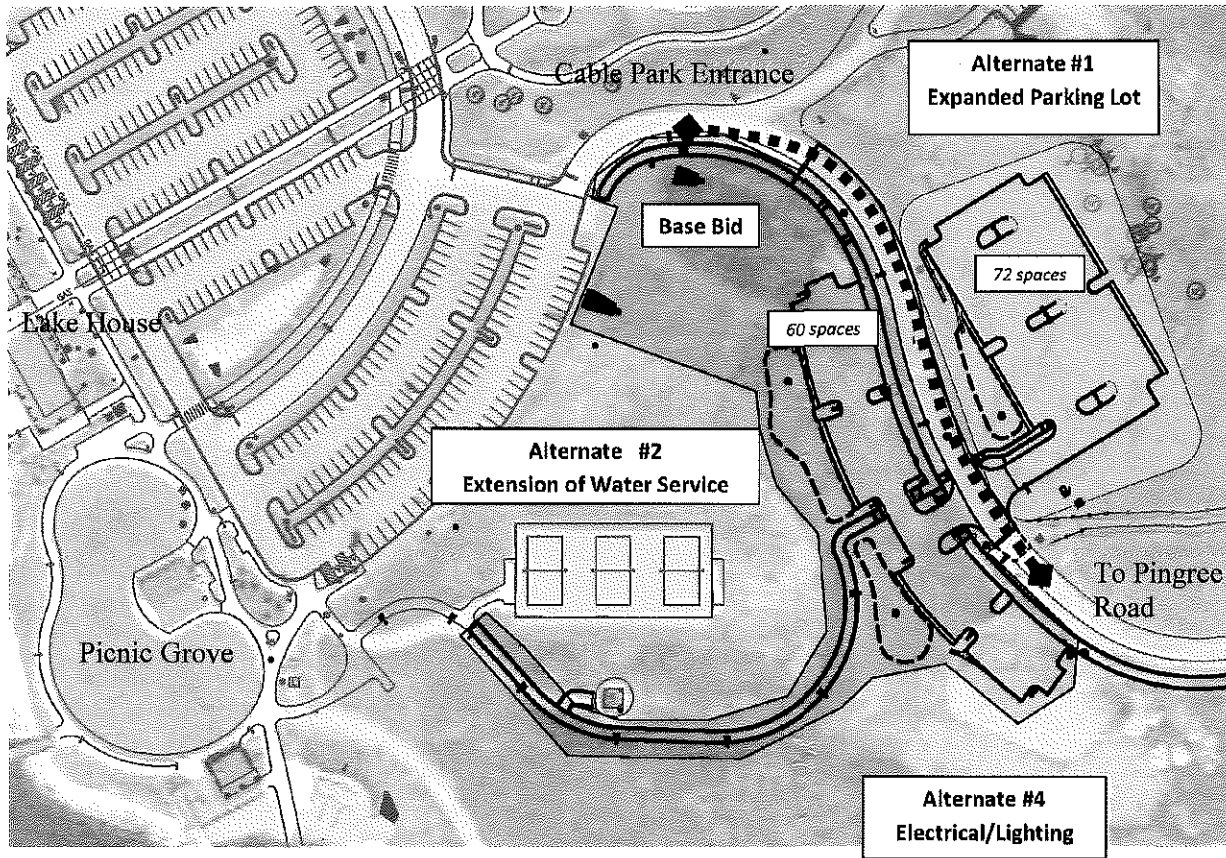 Cable Park Entrance
Alternate #1
Expanded Parking Lot
Base Bid
72 spaces
GAS
Lake House
60 spaces
Alternate #2
Extension of Water Service
To Pingree
Road
Picnic Grove
Alternate #4
Electrical/Lighting